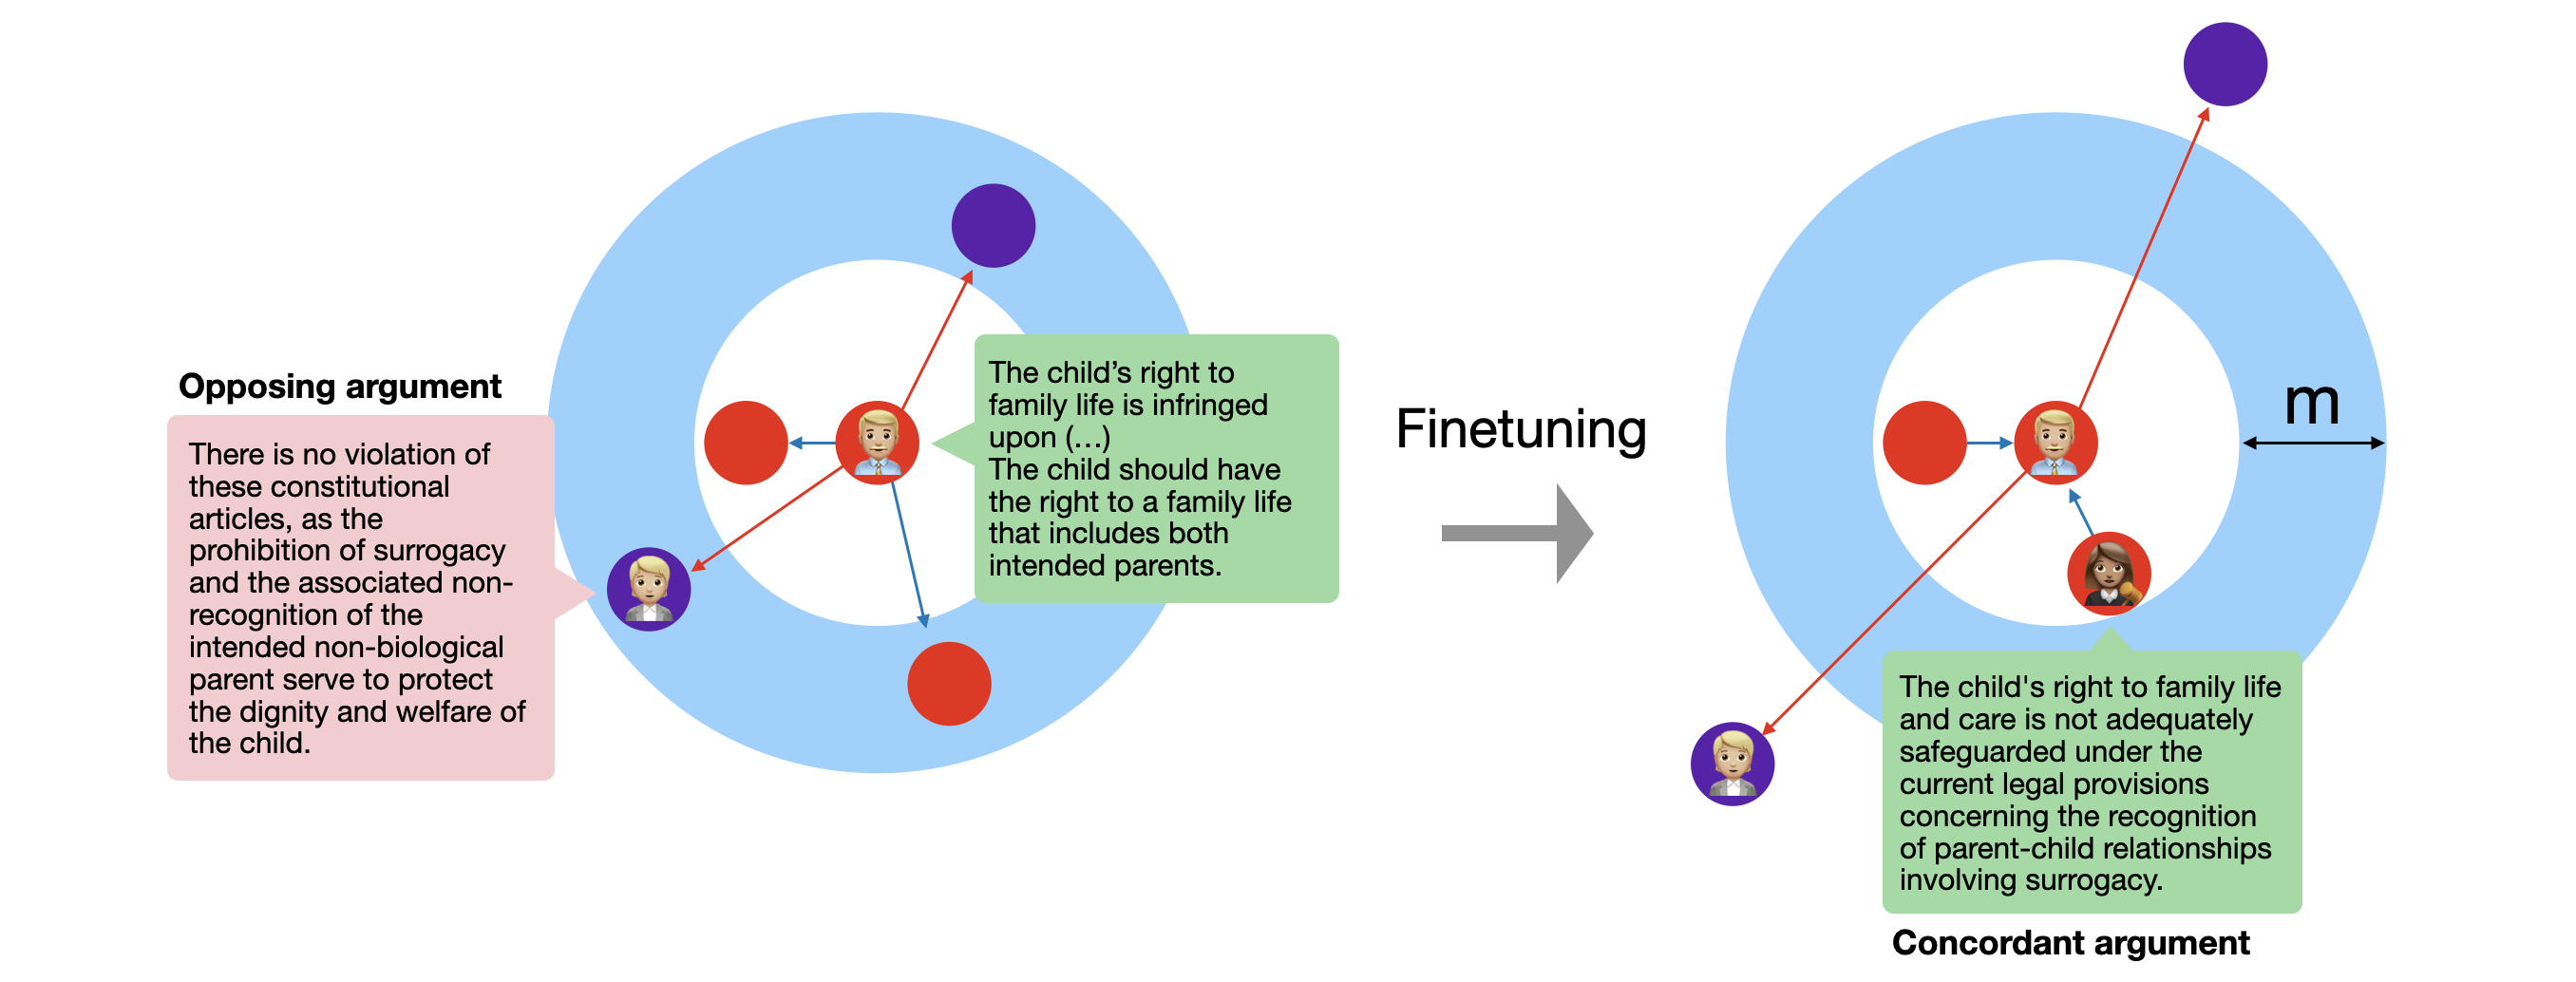 Opposing argument
There is no violation of
these constitutional
articles, as the
prohibition of surrogacy
and the associated non-
recognition of the
intended non-biological
parent serve to protect
the dignity and welfare of
the child.
The child’s right to
family life is infringed
upon (...)
The child should have
the right to a family life
that includes both
intended parents.
Finetuning
m
The child's right to family life
and care is not adequately
safeguarded under the
current legal provisions
concerning the recognition
of parent-child relationships
involving surrogacy.
Concordant argument